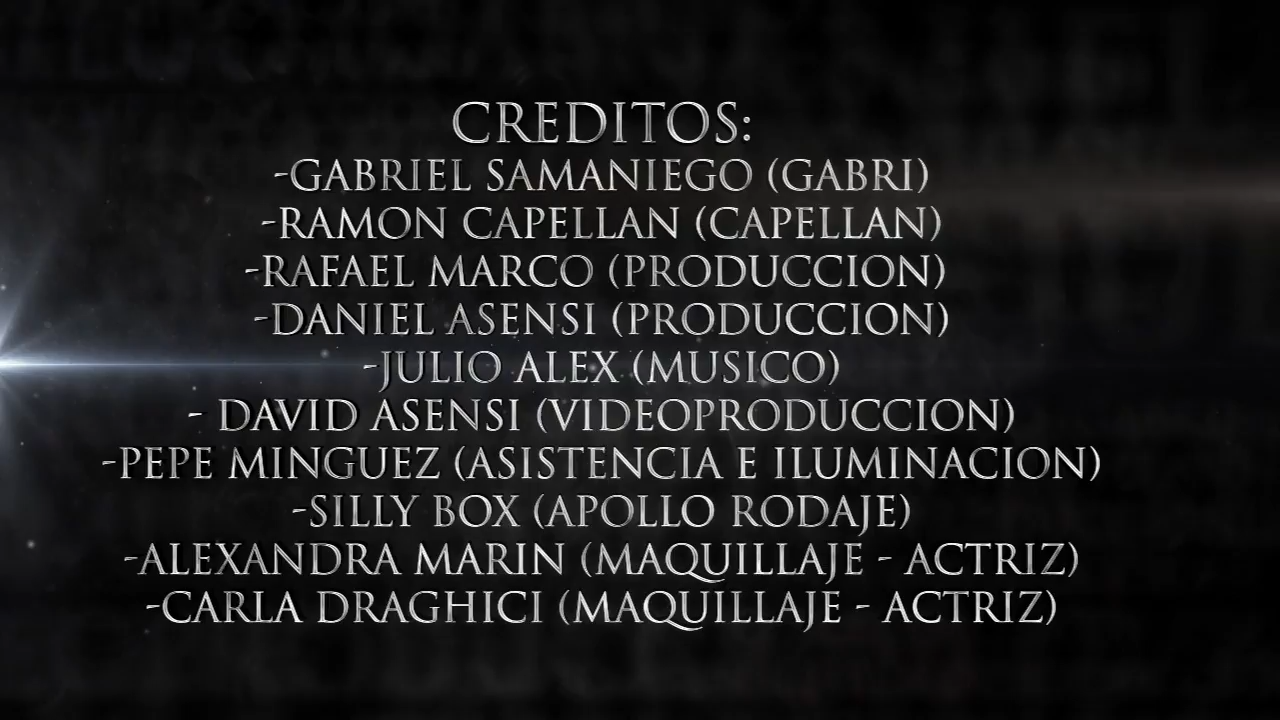 CREDITOS:
-GABRIEL SAMANIEGO (GABRI)
-RAMON CAPELLAN (CAPELLAN)
-RAFAEL MARCO (PRODUCCION)
-DANIEL ASENSI (PRODUCCION)
-JULIO ALEX (MUSICO)
- DAVID ASENSI (VIDEOPRODUCCION)
-PEPE MINGUEZ (ASISTENCIA E ILUMINACION)
-SILLY BOX (APOLLO RODAJE)
-ALEXANDRA MARIN (MAQUILLAJE - ACTRIZ)
-CARLA DRAGHICI (MAQUILLAJE - ACTRIZ)